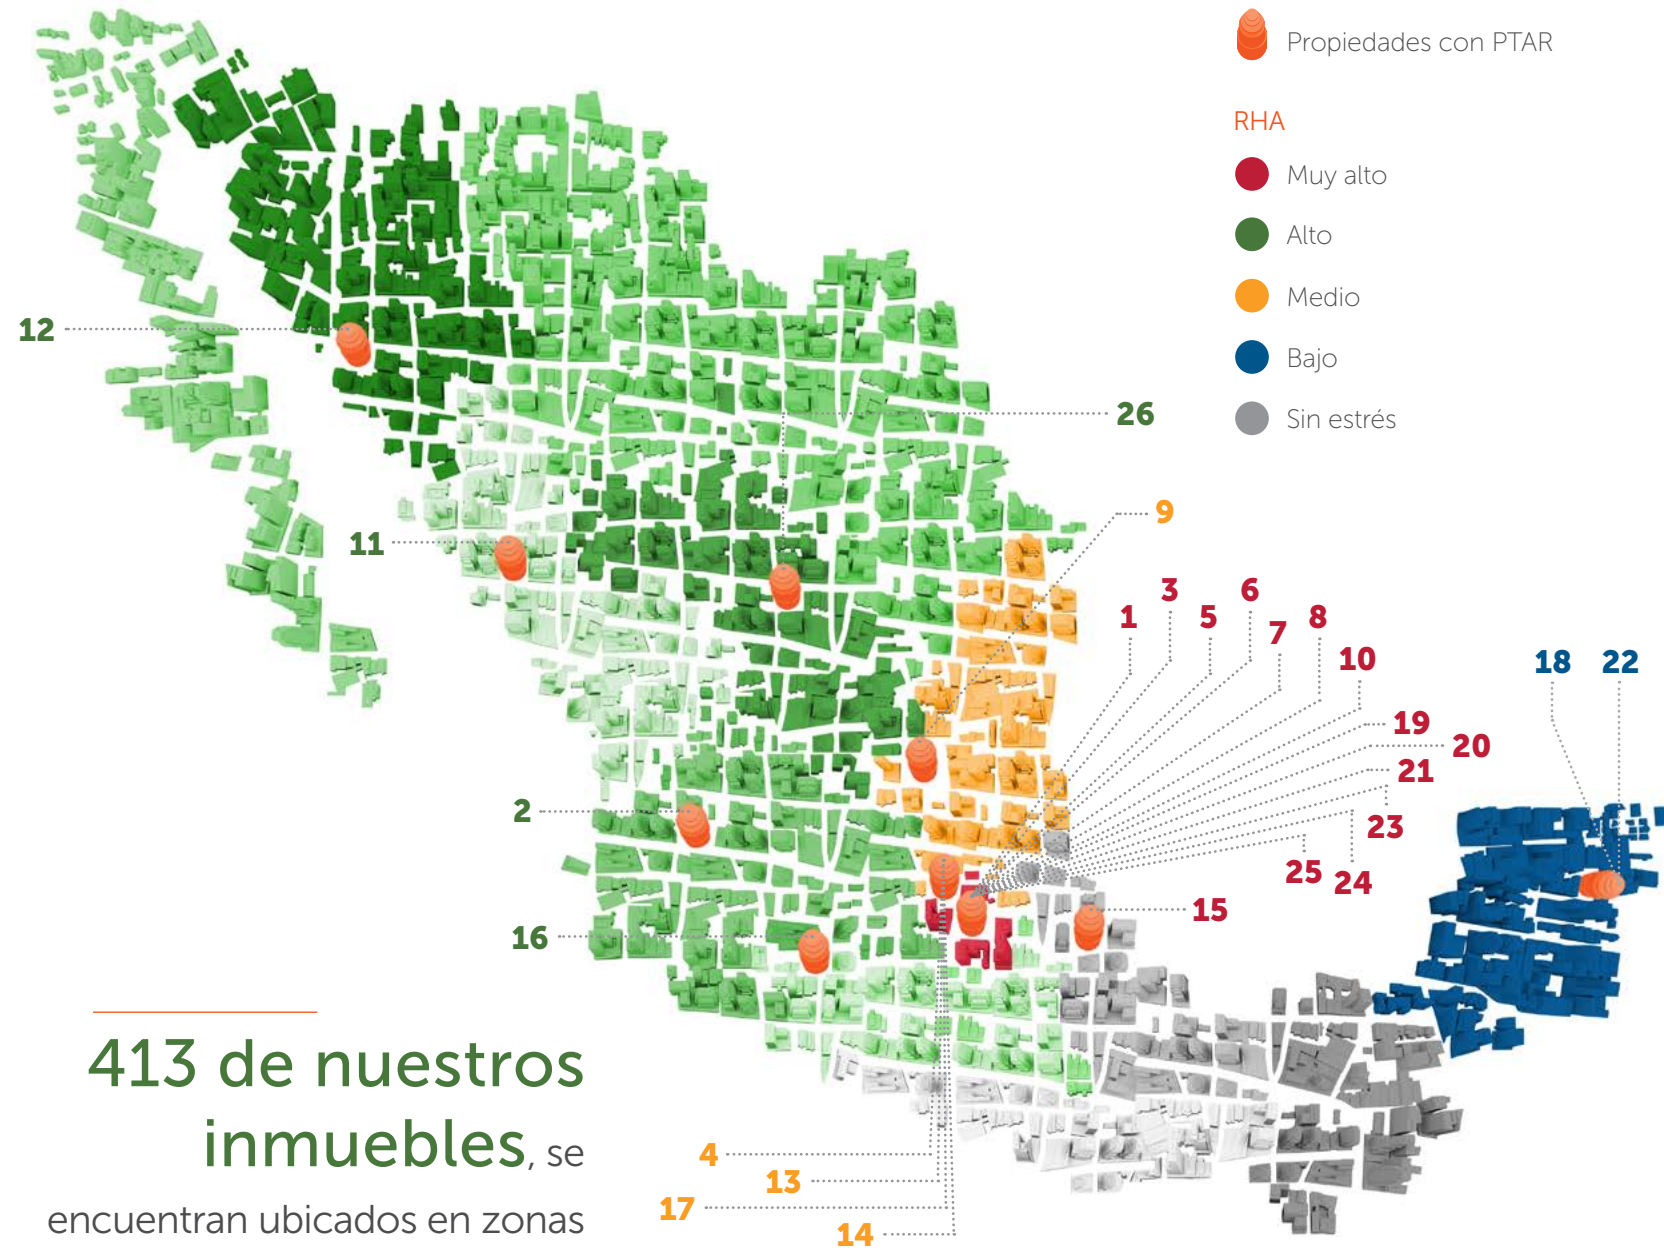 Propiedades con PTAR
RHA
Muy alto
Alto
Medio
Bajo
Sin estrés
12
26
9
11
3
6
1
5
7
8
10
18
22
19
20
21
2
23
25
24
15
16
413 de nuestros
inmuebles, se
encuentran ubicados en zonas
4
13
17
14